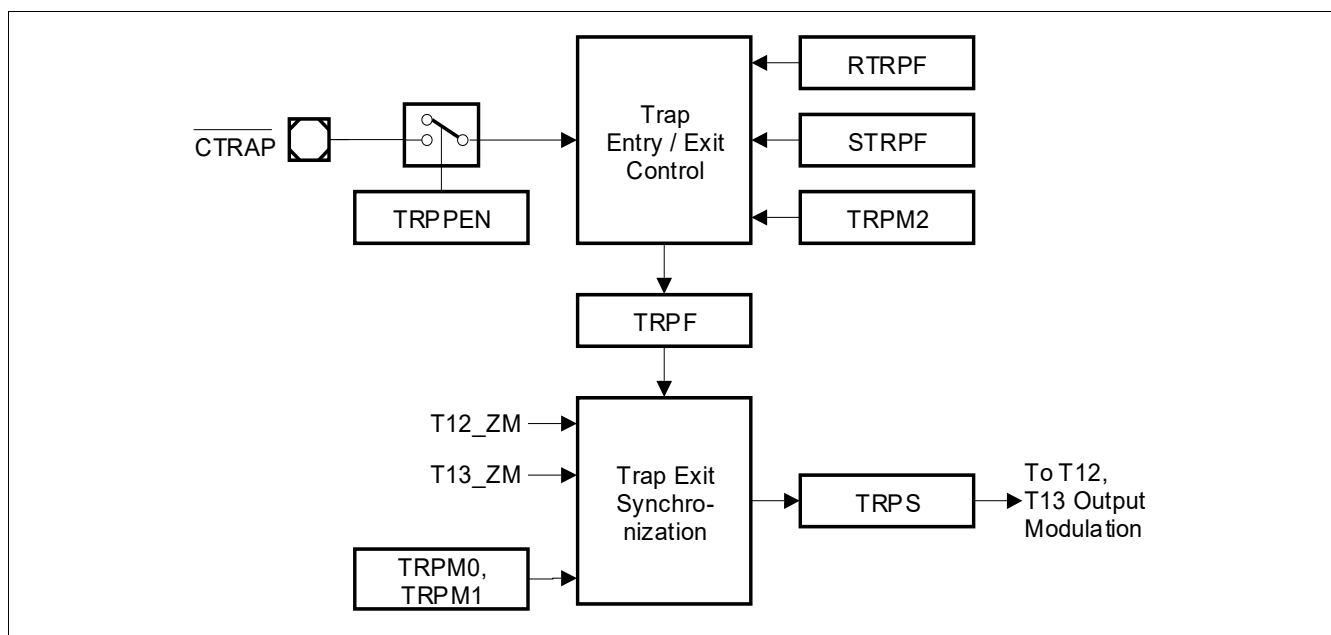 RTRPF
Trap
Entry / Exit
Control
CTRAP
STRPF
TRPPEN
TRPM2
TRPF
T12_ZM
T13_ZM
Trap Exit
Synchro-
nization
TRPS
To T12,
T13 Output
Modulation
TRPM0,
TRPM1